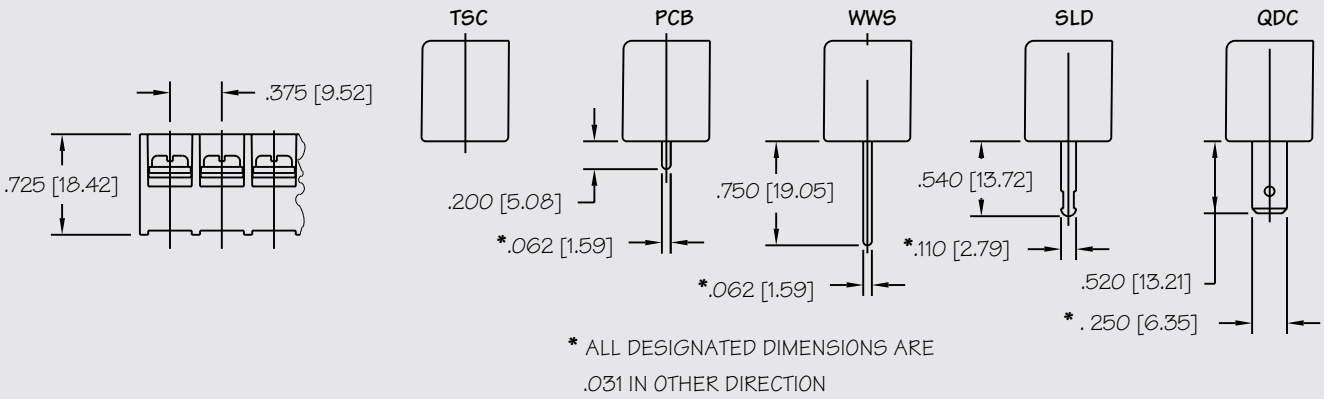 TSC
PCB
WWS
SLD
QDC
.375 [9.52]
.725 [18.42]
.200 [5.08]
*.062 [1.59]
.750 [19.05]
*.062 [1.59]
.540 [13.72]
*.110 [2.79]
.520 [13.21]
* .250 [6.35]
* ALL DESIGNATED DIMENSIONS ARE
.031 IN OTHER DIRECTION